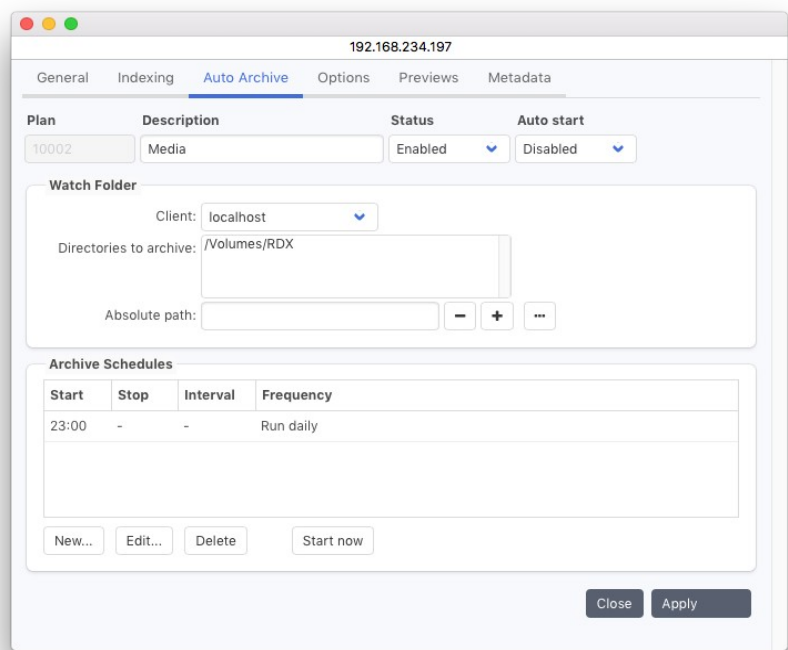 192.168.234.197
General Indexing Auto Archive Options Previews Metadata
Plan Description Status Auto start
10002 Media Enabled Disabled
Watch Folder
Client: localhost
Directories to archive: /Volumes/RDX
Absolute path: − + ···
Archive Schedules
Start Stop Interval Frequency
23:00 - - Run daily
New... Edit... Delete Start now
Close Apply